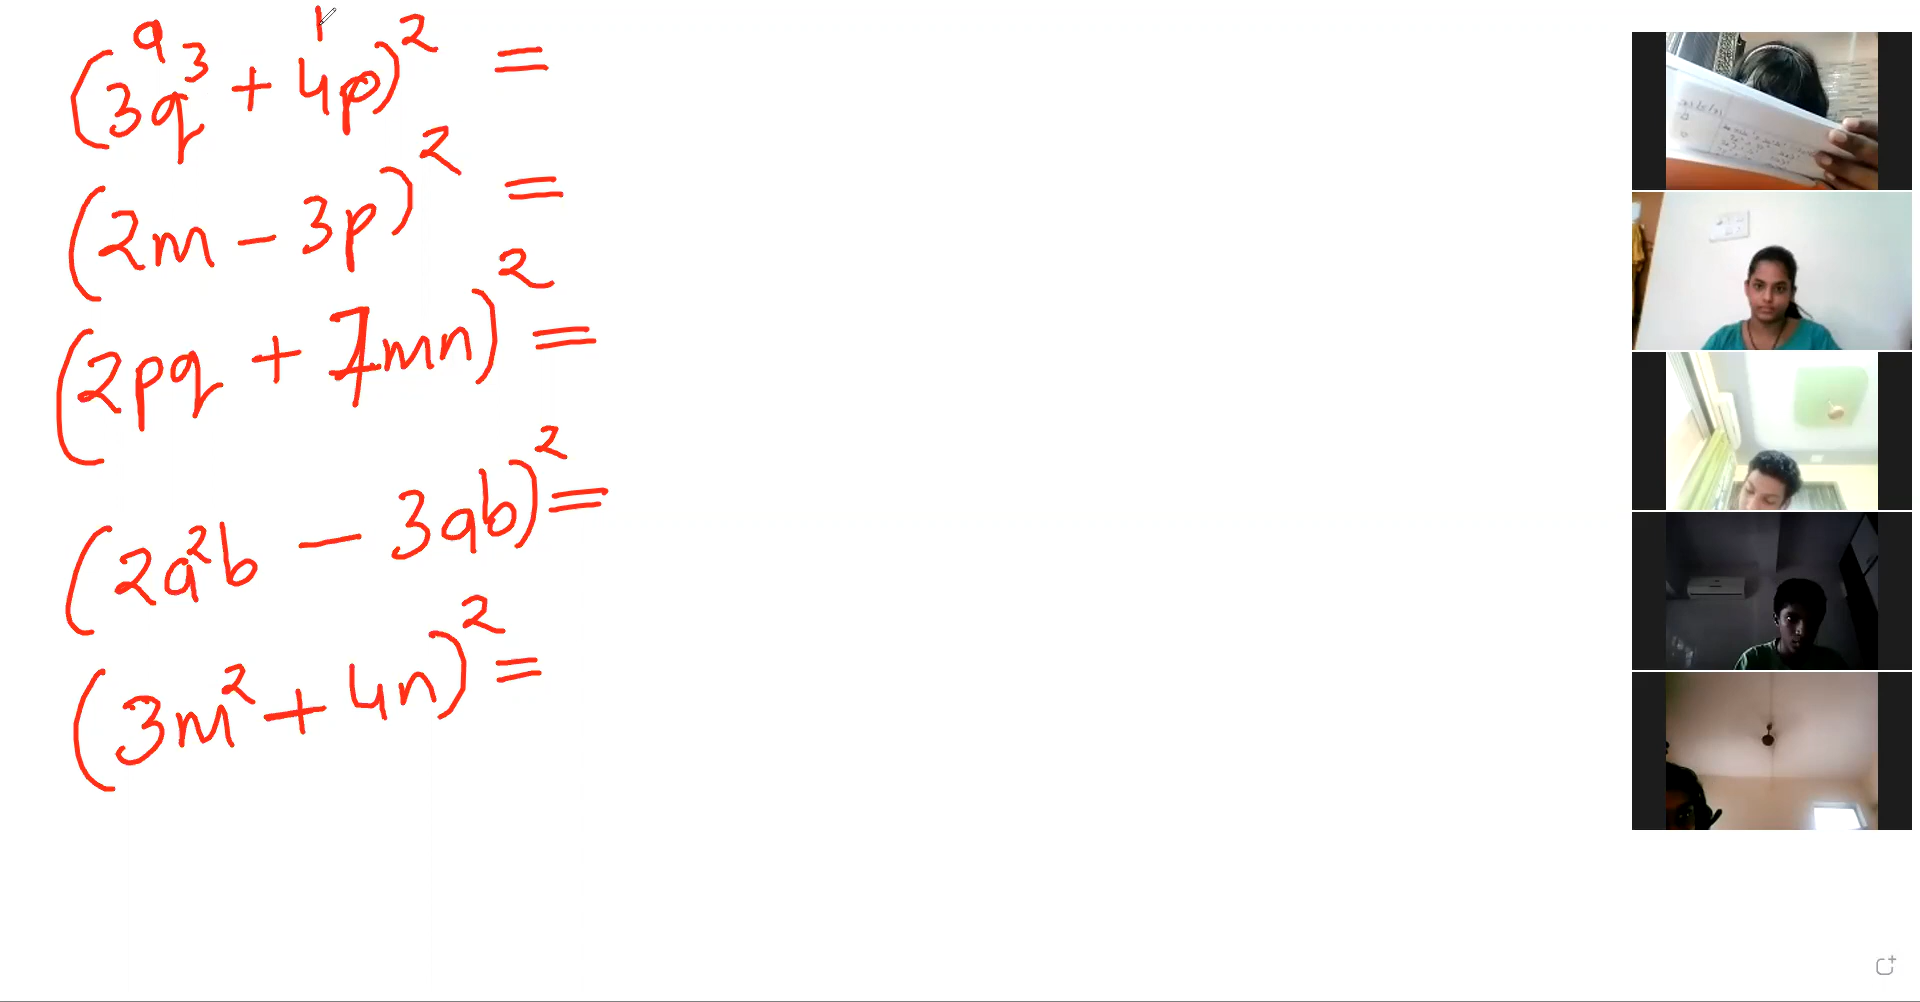 a
(3q³ + 4p)² =
(2m - 3p)² =
(2pq + 7mn)² =
(2a²b - 3ab)² =
(3m² + 4n)² =